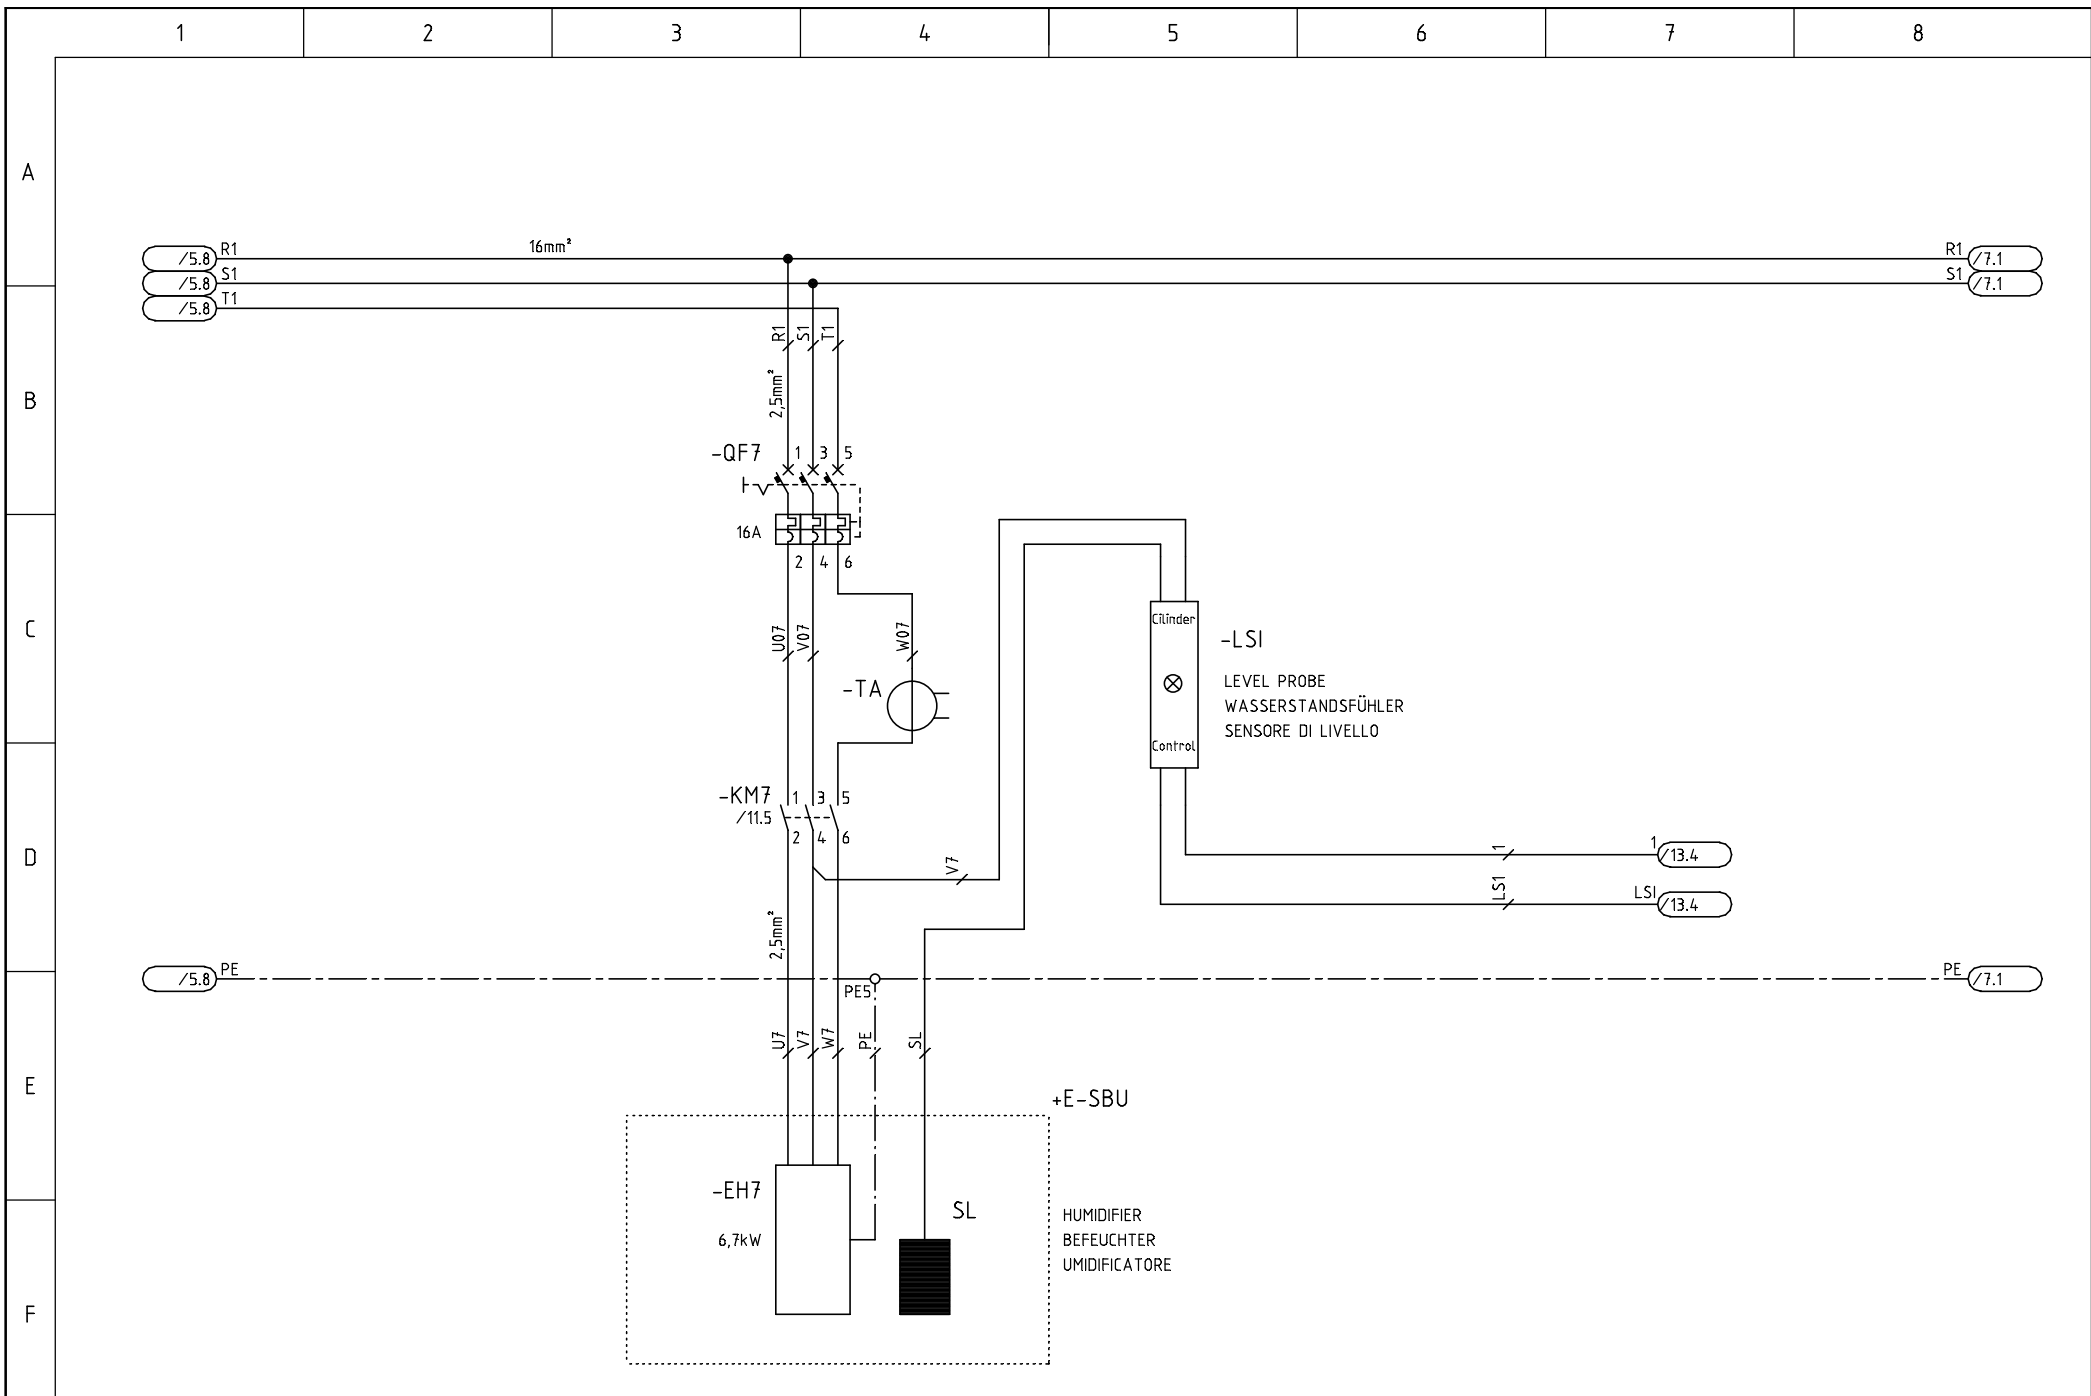 1 2 3 4 5 6 7 8
A
R1 16mm² R1
/5.8 /7.1
S1 S1
/5.8 /7.1
T1
/5.8
R1 S1 T1
2,5mm²
B
-QF7 1 3 5
16A
2 4 6
C
U07 V07 W07
Cilinder
-LSI
-TA
LEVEL PROBE
WASSERSTANDSFÜHLER
SENSORE DI LIVELLO
Control
-KM7 1 3 5
/11.5
2 4 6
D
V7
1 1
/13.4
LS1 LSI
/13.4
2,5mm²
PE PE
/5.8 /7.1
PE5
U7 V7 W7 PE SL
E
+E-SBU
-EH7
SL
HUMIDIFIER
6,7kW
BEFEUCHTER
UMIDIFICATORE
F